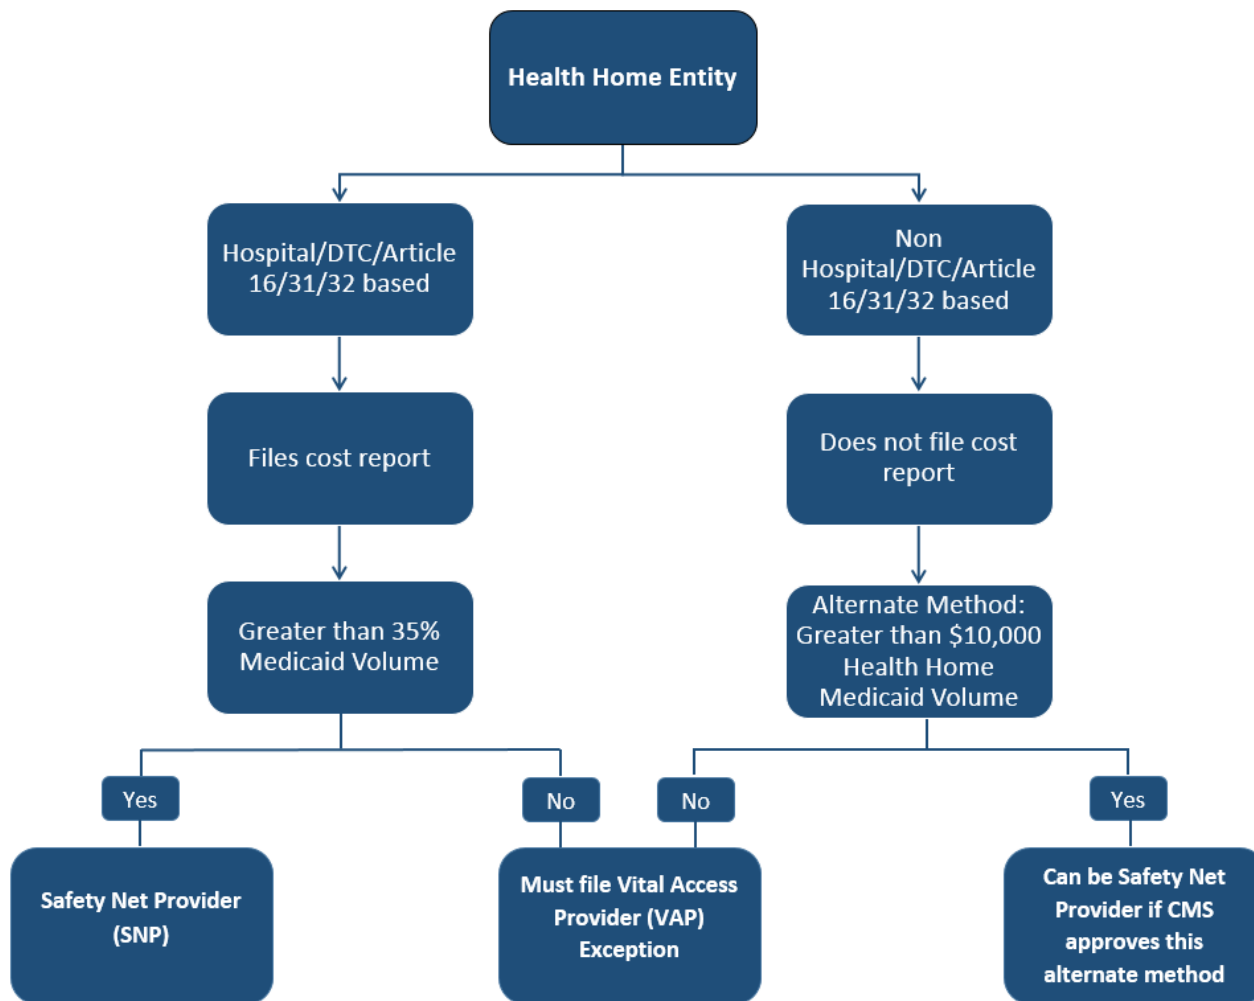 Health Home Entity
Hospital/DTC/Article
16/31/32 based
Non
Hospital/DTC/Article
16/31/32 based
Files cost report
Does not file cost
report
Greater than 35%
Medicaid Volume
Alternate Method:
Greater than $10,000
Health Home
Medicaid Volume
Yes
No
No
Yes
Safety Net Provider
(SNP)
Must file Vital Access
Provider (VAP)
Exception
Can be Safety Net
Provider if CMS
approves this
alternate method